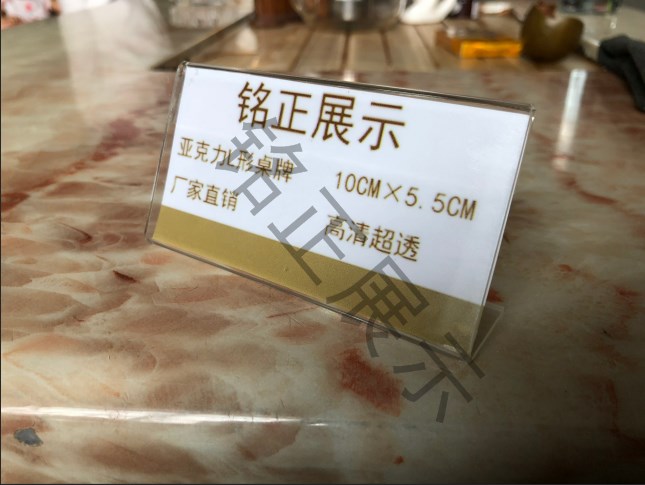 铭正展示
亚克力L形桌牌
10CM×5.5CM
厂家直销
高清超透
铭正展示